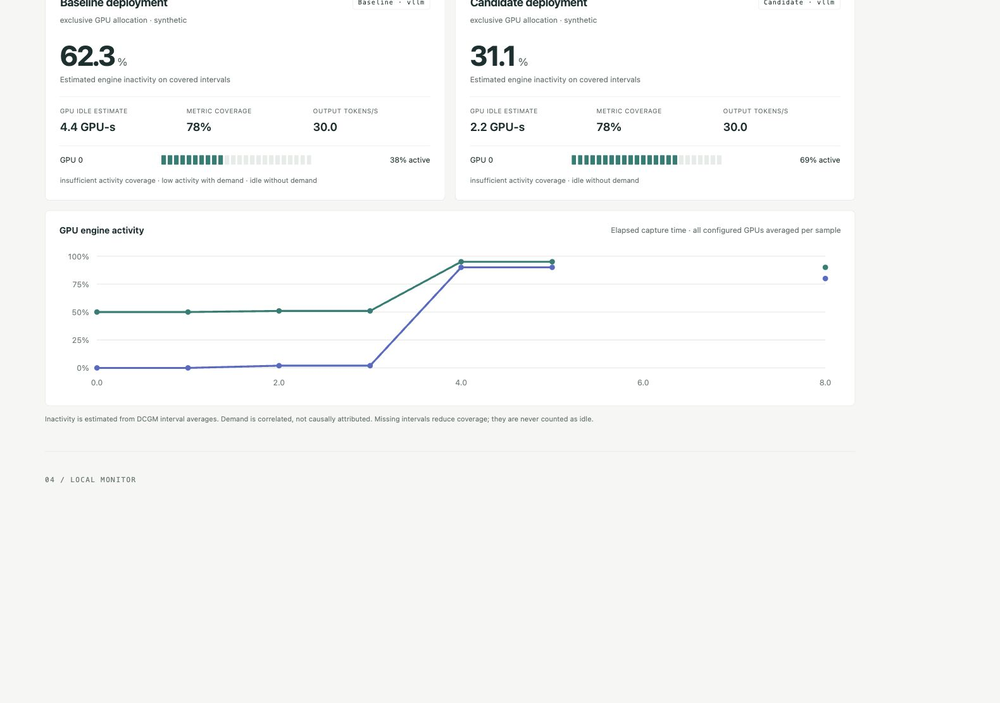 Baseline deployment
Baseline · vllm
exclusive GPU allocation · synthetic
62.3 %
Estimated engine inactivity on covered intervals
GPU IDLE ESTIMATE METRIC COVERAGE OUTPUT TOKENS/S
4.4 GPU-s 78% 30.0
GPU 0 38% active
insufficient activity coverage · low activity with demand · idle without demand
Candidate deployment
Candidate · vllm
exclusive GPU allocation · synthetic
31.1 %
Estimated engine inactivity on covered intervals
GPU IDLE ESTIMATE METRIC COVERAGE OUTPUT TOKENS/S
2.2 GPU-s 78% 30.0
GPU 0 69% active
insufficient activity coverage · idle without demand
GPU engine activity
Elapsed capture time · all configured GPUs averaged per sample
100%
75%
50%
25%
0%
0.0 2.0 4.0 6.0 8.0
Inactivity is estimated from DCGM interval averages. Demand is correlated, not causally attributed. Missing intervals reduce coverage; they are never counted as idle.
04 / LOCAL MONITOR